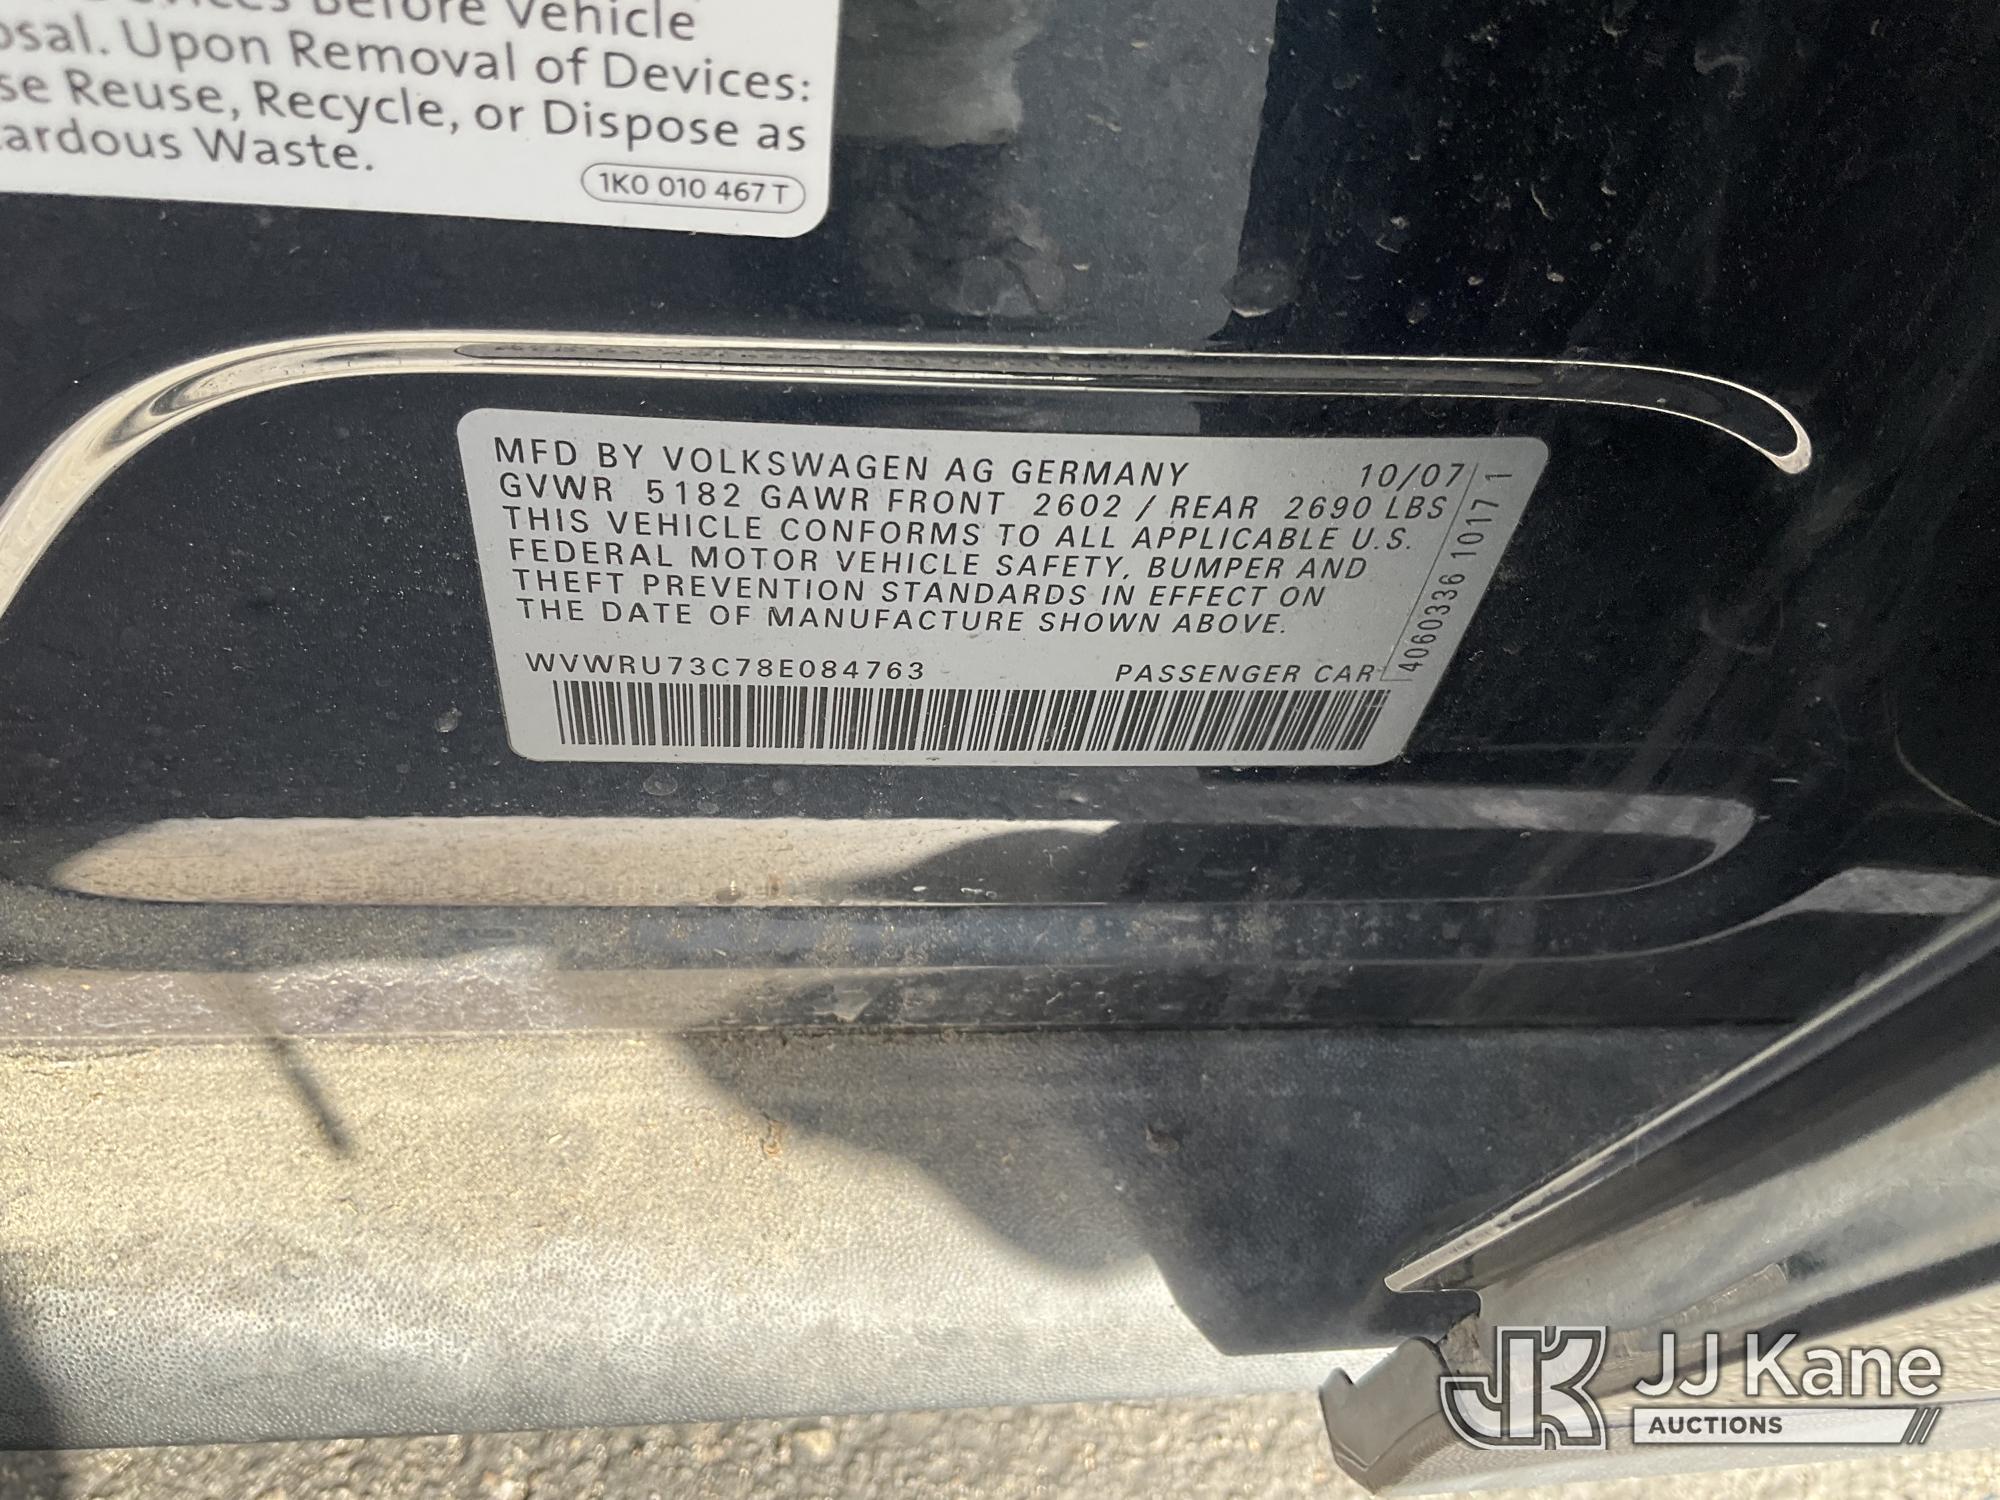 Before Vehicle
Upon Removal of Devices:
Reuse, Recycle, or Dispose as
Waste.
1K0 010 467 T
MFD BY VOLKSWAGEN AG GERMANY 10/07
GVWR 5182 GAWR FRONT 2602 / REAR 2690 LBS
THIS VEHICLE CONFORMS TO ALL APPLICABLE U.S.
FEDERAL MOTOR VEHICLE SAFETY, BUMPER AND
THEFT PREVENTION STANDARDS IN EFFECT ON
THE DATE OF MANUFACTURE SHOWN ABOVE.
WVWRU73C78E084763 PASSENGER CAR
4060336 1017 1
JK JJ Kane
AUCTIONS